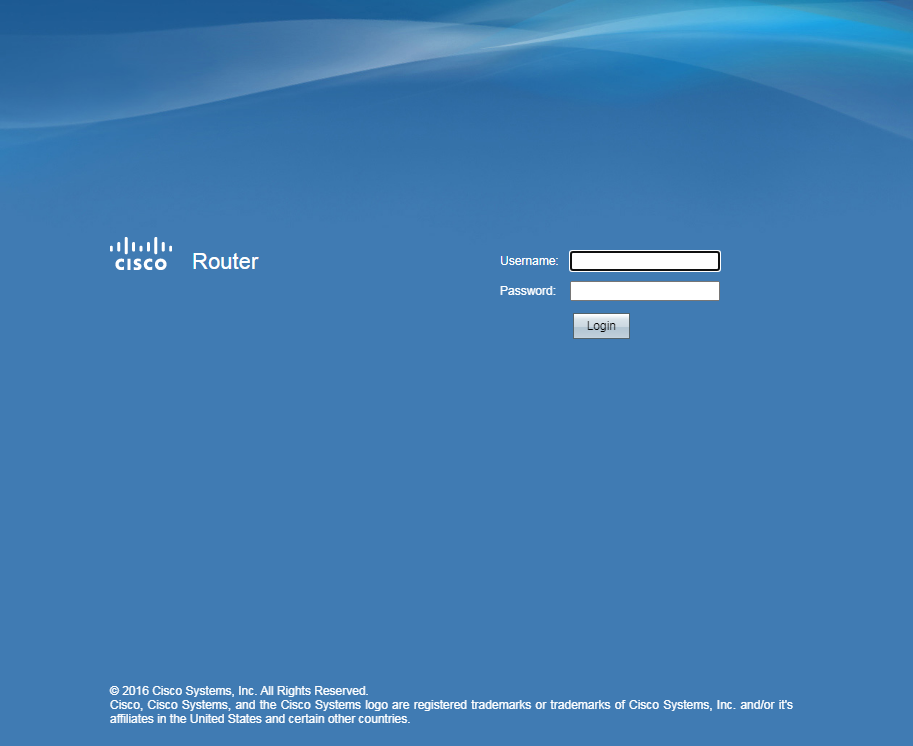 CISCO Router
Username:
Password:
Login
© 2016 Cisco Systems, Inc. All Rights Reserved.
Cisco, Cisco Systems, and the Cisco Systems logo are registered trademarks or trademarks of Cisco Systems, Inc. and/or it's
affiliates in the United States and certain other countries.